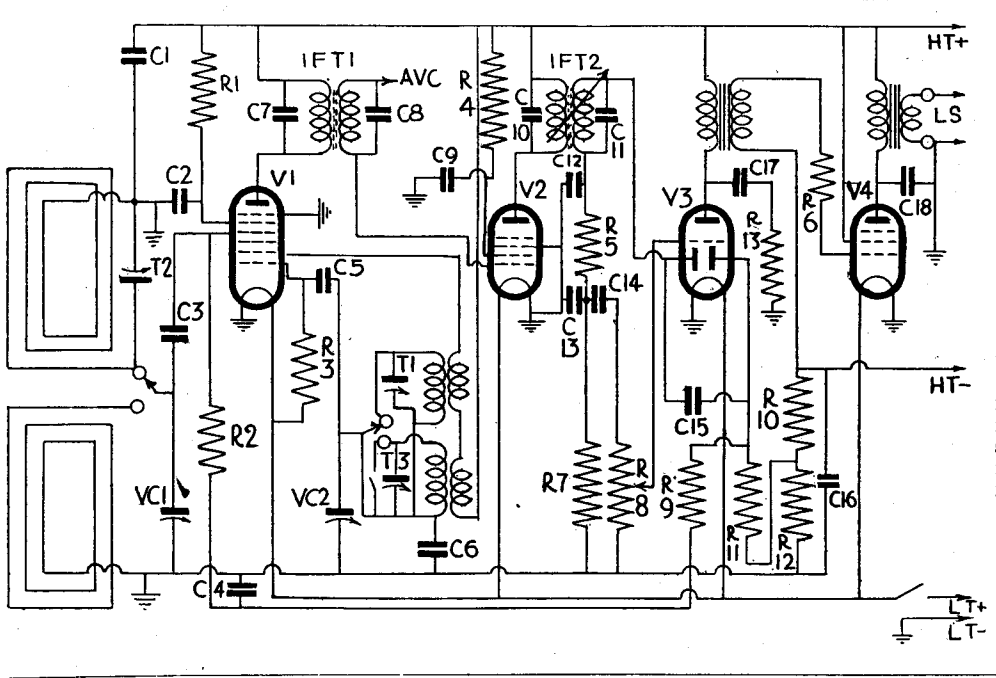 HT+
C1
R1
IFT1
AVC
C7
C8
R
4
C
10
IFT2
C
11
LS
C2
V1
C9
C12
V2
V3
C17
R
6
V4
C18
T2
C3
C5
R
5
R
13
C
13
C14
R
3
T1
HT-
R2
C15
R
10
T3
VC1
VC2
R7
R
8
R
9
R
11
R
12
C16
C6
C4
LT+
LT-